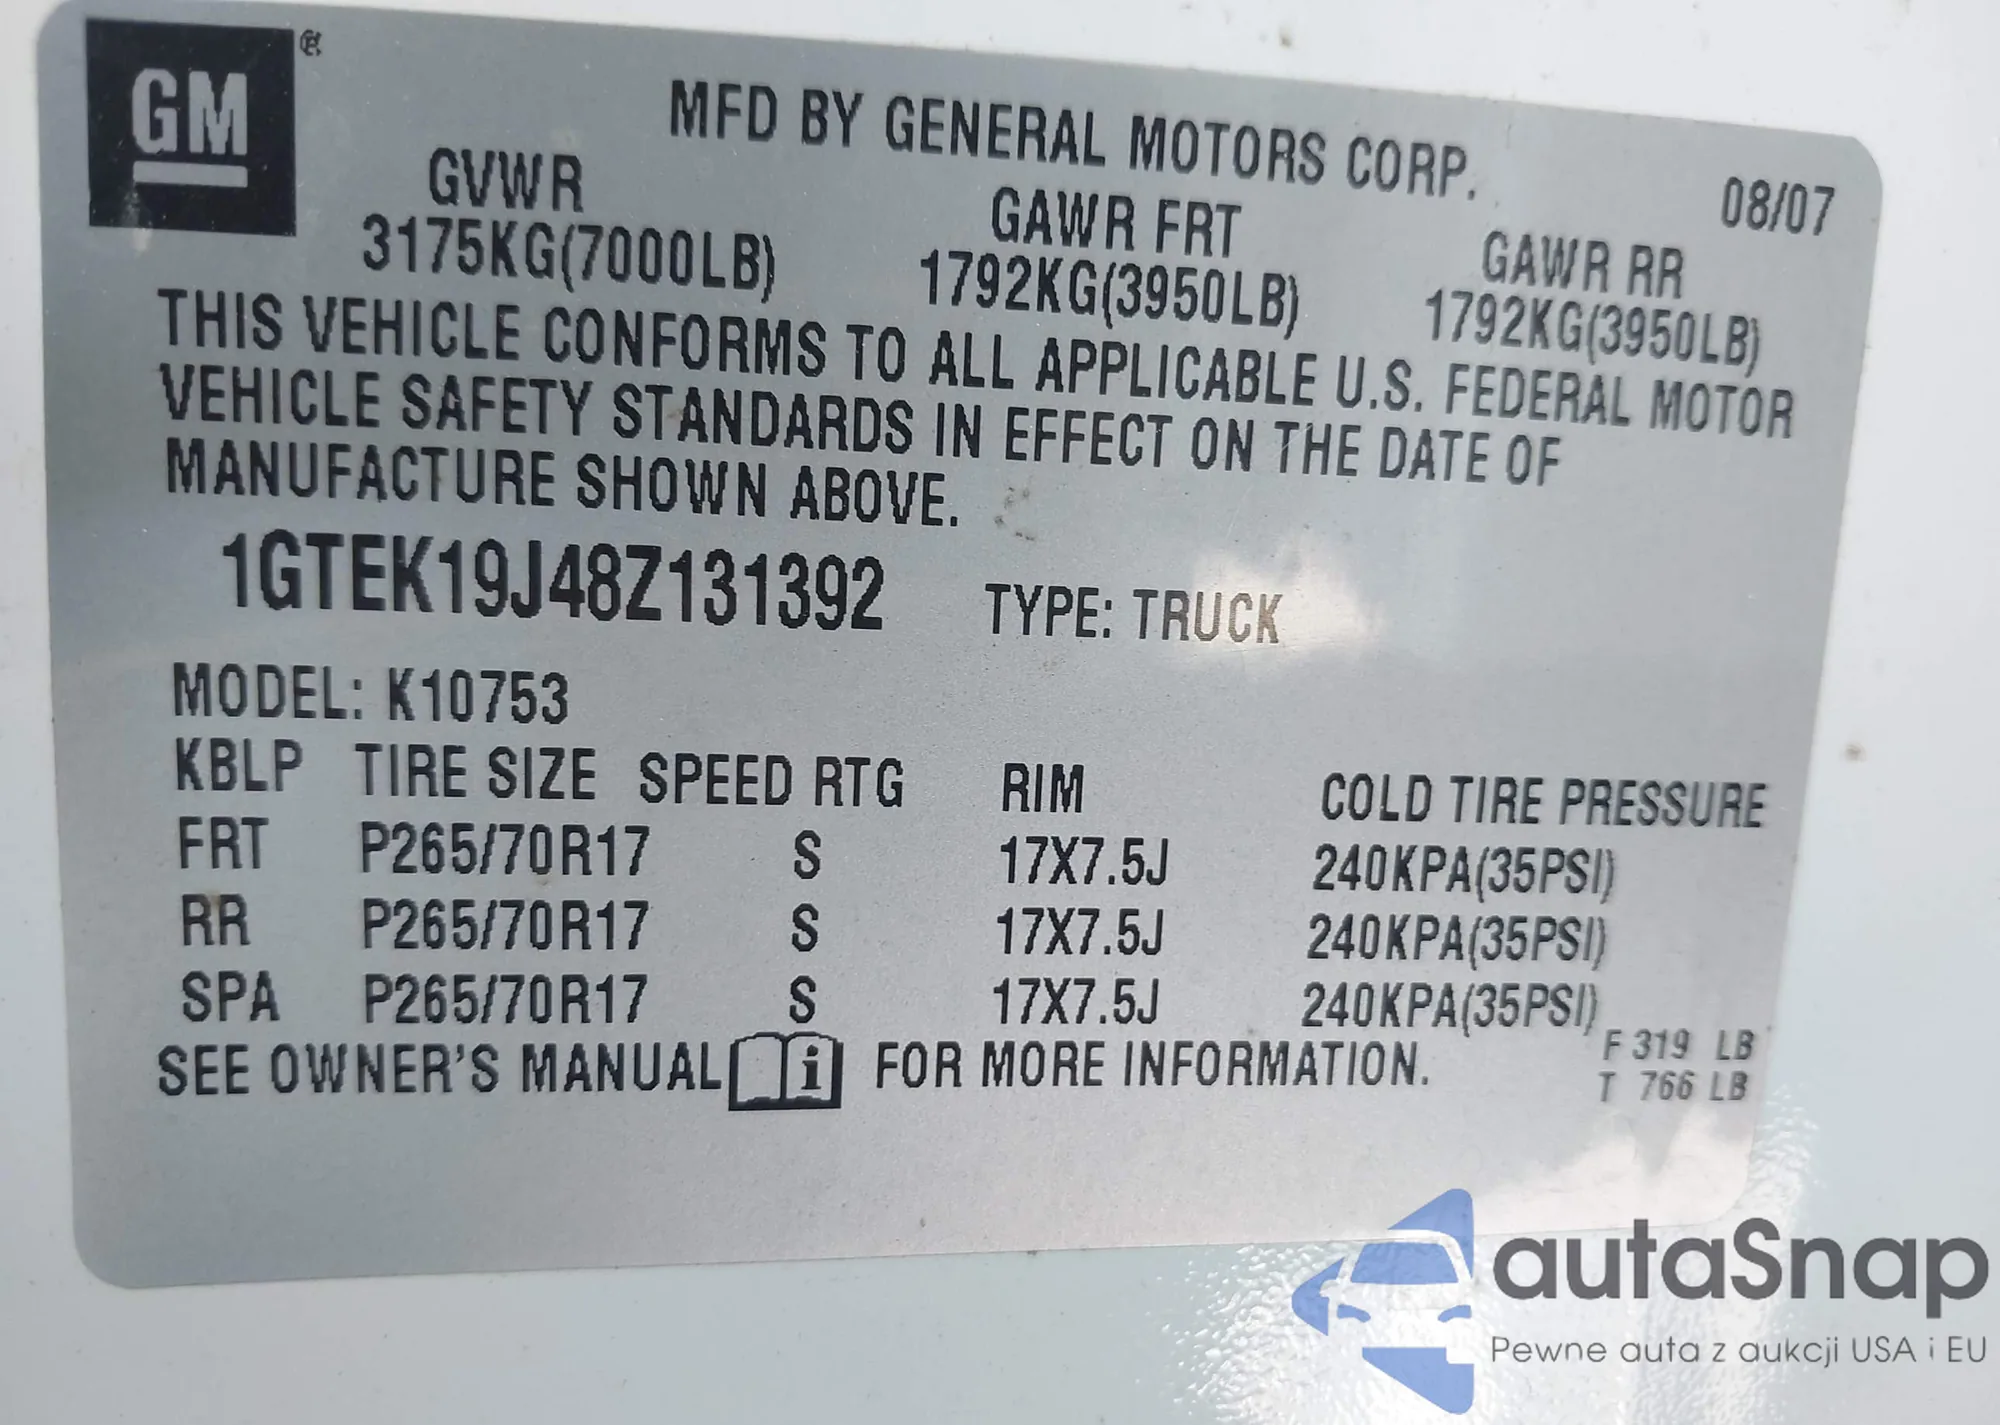 GM ®
MFD BY GENERAL MOTORS CORP.
08/07
GVWR GAWR FRT GAWR RR
3175KG(7000LB) 1792KG(3950LB) 1792KG(3950LB)
THIS VEHICLE CONFORMS TO ALL APPLICABLE U.S. FEDERAL MOTOR
VEHICLE SAFETY STANDARDS IN EFFECT ON THE DATE OF
MANUFACTURE SHOWN ABOVE.
1GTEK19J48Z131392 TYPE: TRUCK
MODEL: K10753
KBLP TIRE SIZE SPEED RTG RIM COLD TIRE PRESSURE
FRT P265/70R17 S 17X7.5J 240KPA(35PSI)
RR P265/70R17 S 17X7.5J 240KPA(35PSI)
SPA P265/70R17 S 17X7.5J 240KPA(35PSI)
SEE OWNER'S MANUAL i FOR MORE INFORMATION.
F 319 LB
T 766 LB
autaSnap
Pewne auta z aukcji USA i EU